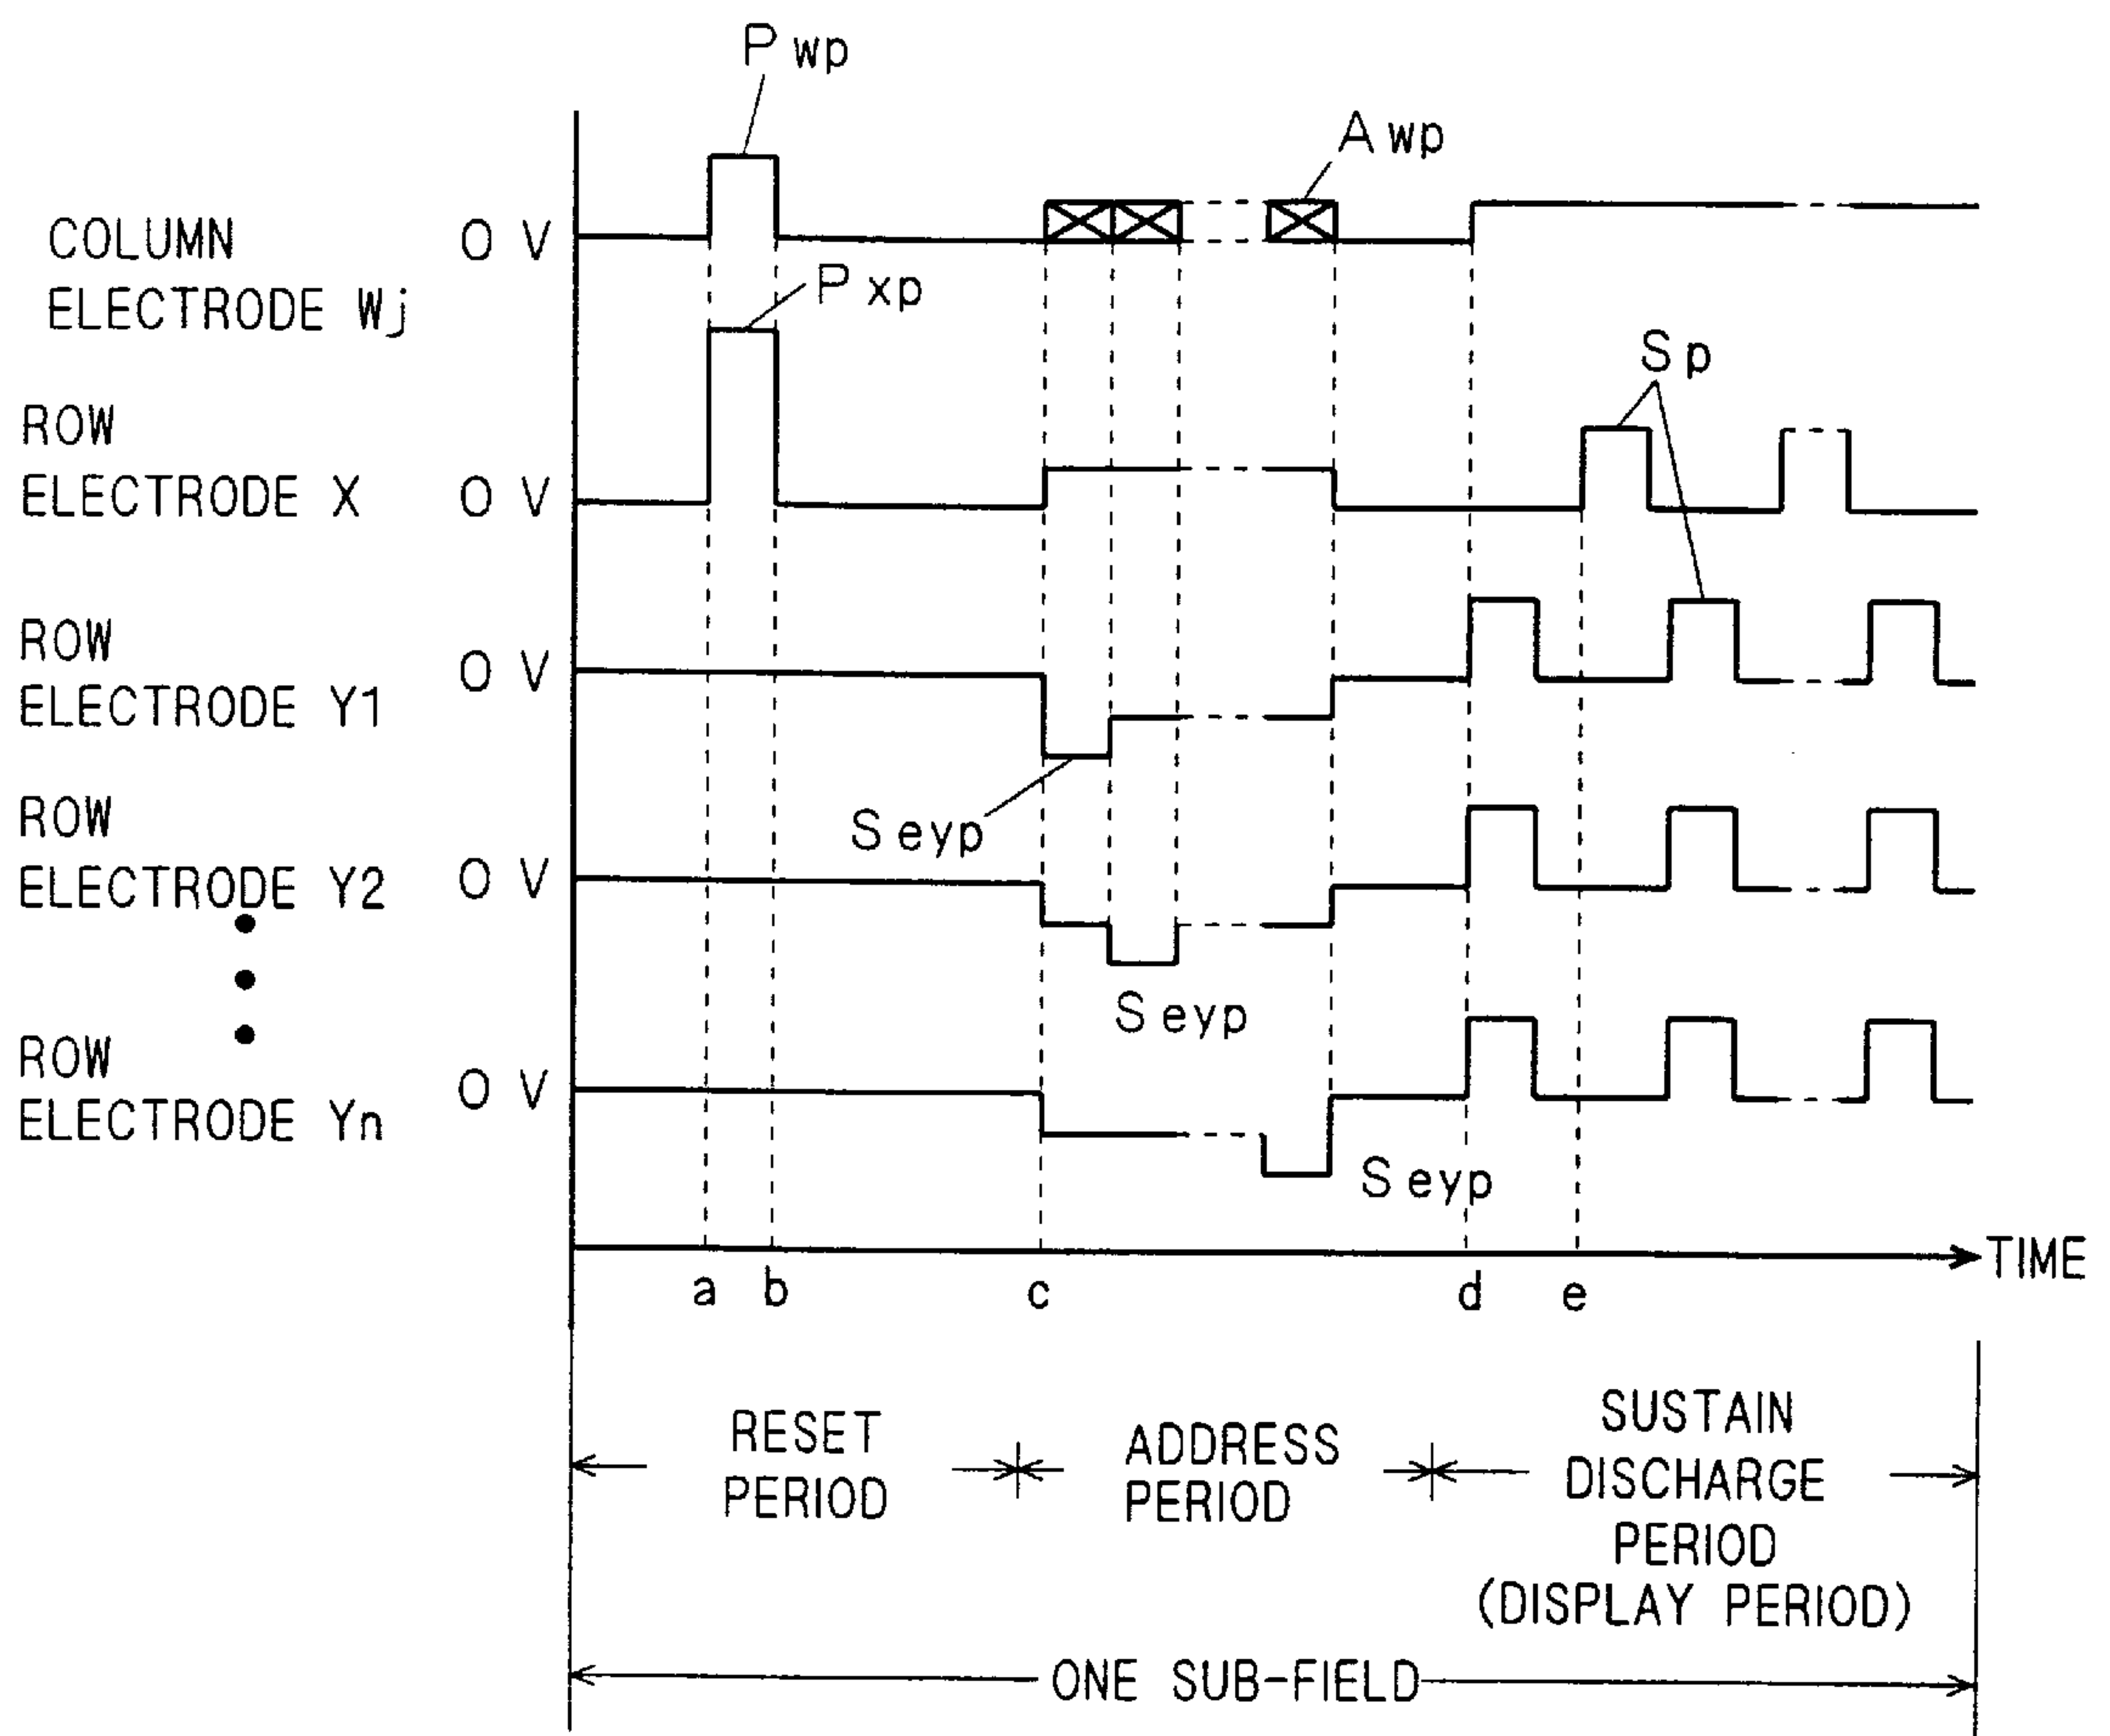 P wp
A wp
COLUMN
ELECTRODE Wj
0 V
P xp
S p
ROW
ELECTRODE X
0 V
ROW
ELECTRODE Y1
0 V
S eyp
ROW
ELECTRODE Y2
0 V
S eyp
ROW
ELECTRODE Yn
0 V
S eyp
TIME
a b c d e
RESET
PERIOD
ADDRESS
PERIOD
SUSTAIN
DISCHARGE
PERIOD
(DISPLAY PERIOD)
ONE SUB-FIELD